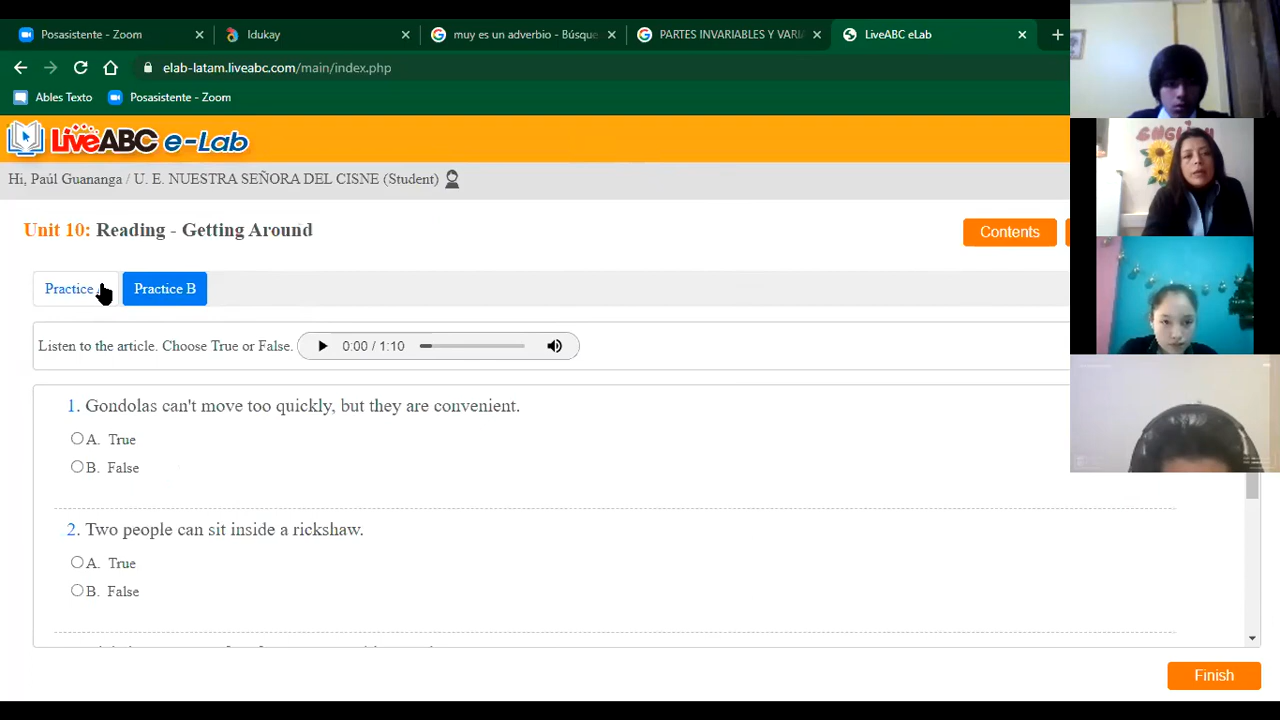 Posasistente - Zoom
Idukay
muy es un adverbio - Búsque
PARTES INVARIABLES Y VARIA
LiveABC eLab
elab-latam.liveabc.com/main/index.php
Ables Texto
Posasistente - Zoom
LiveABC e-Lab
Hi, Paúl Guananga / U. E. NUESTRA SEÑORA DEL CISNE (Student)
Unit 10: Reading - Getting Around
Contents
Practice
Practice B
Listen to the article. Choose True or False.
0:00 / 1:10
1. Gondolas can't move too quickly, but they are convenient.
A. True
B. False
2. Two people can sit inside a rickshaw.
A. True
B. False
Finish
ENGLISH